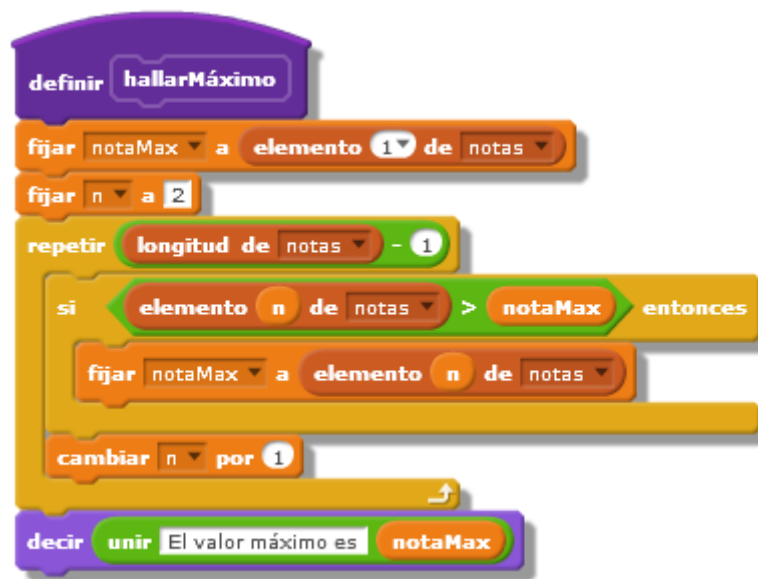 definir hallarMáximo
fijar notaMax a elemento 1 de notas
fijar n a 2
repetir longitud de notas - 1
si elemento n de notas > notaMax entonces
fijar notaMax a elemento n de notas
cambiar n por 1
decir unir El valor máximo es notaMax